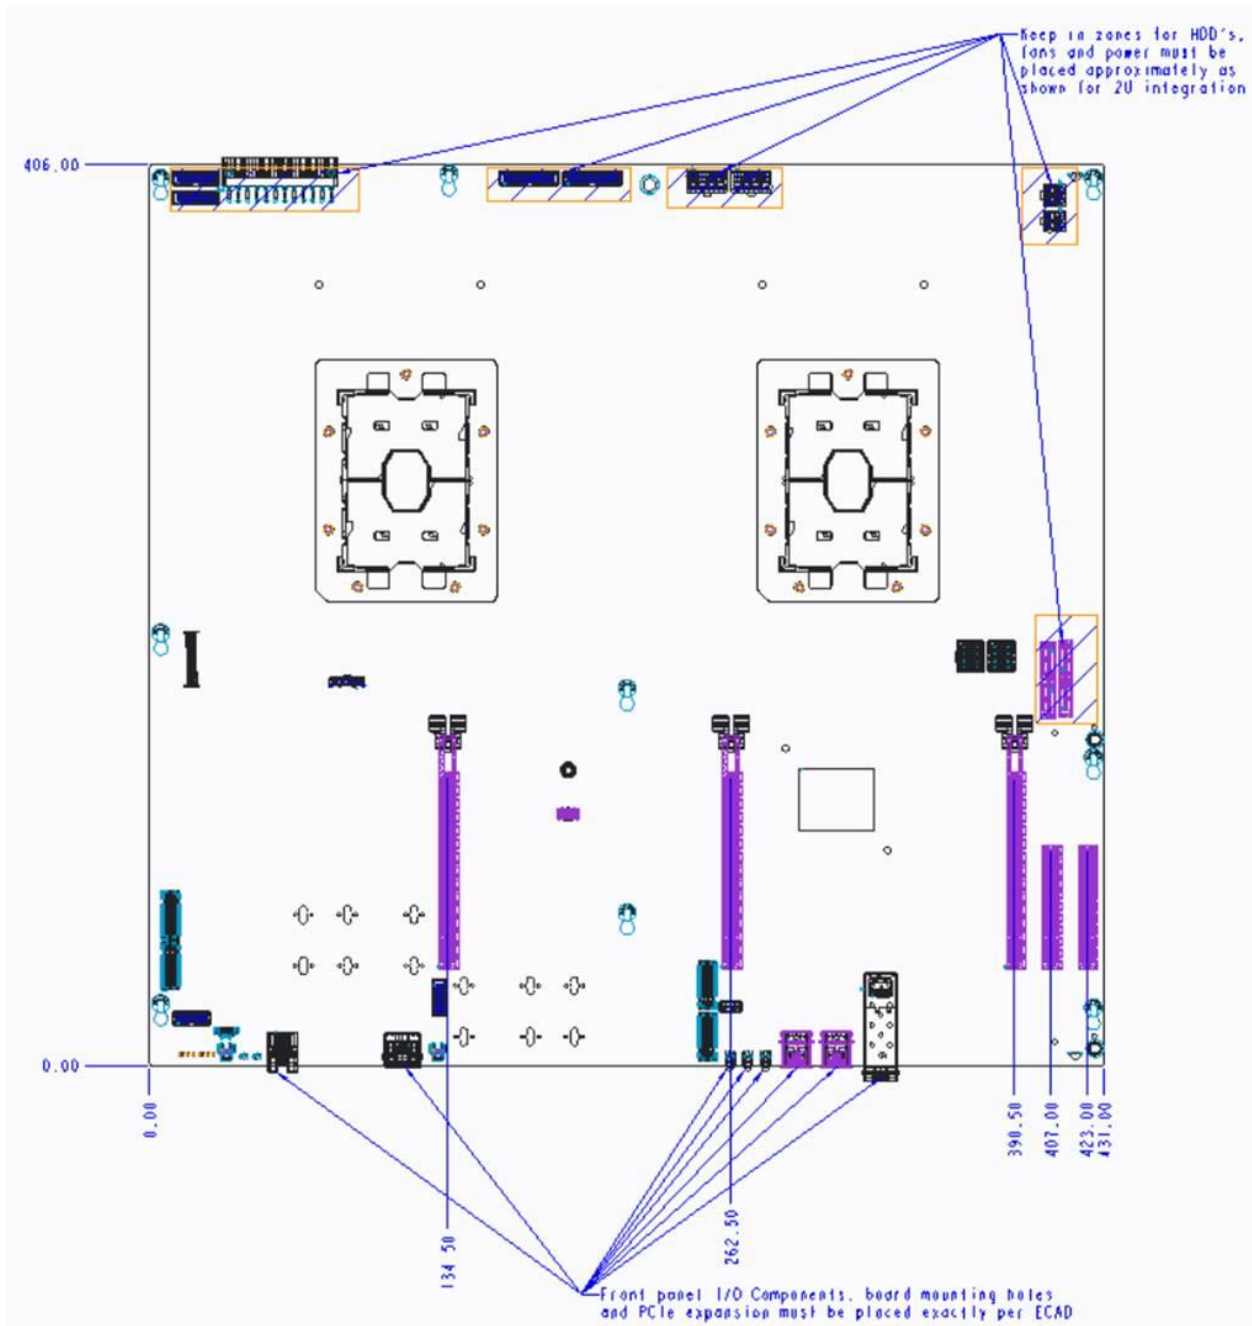 Keep in zones for HDD's,
fans and power must be
placed approximately as
shown for 2U integration
406.00
0.00
0.00
134.50
262.50
390.50
407.00
423.00
431.00
Front panel I/O Components, board mounting holes
and PCIe expansion must be placed exactly per ECAD